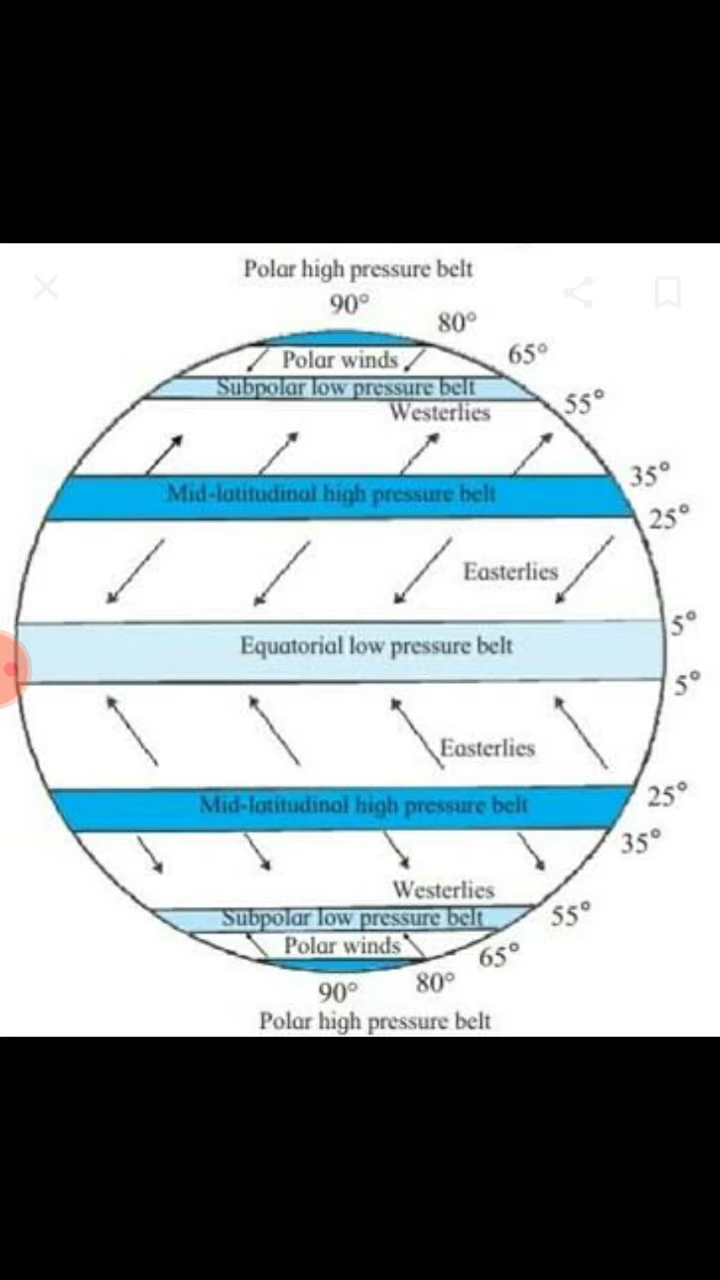 Polar high pressure belt
90°
80°
Polar winds
65°
Subpolar low pressure belt
55°
Westerlies
35°
Mid-latitudinal high pressure belt
25°
Easterlies
5°
Equatorial low pressure belt
5°
Easterlies
25°
Mid-latitudinal high pressure belt
35°
Westerlies
55°
Subpolar low pressure belt
Polar winds
65°
80°
90°
Polar high pressure belt